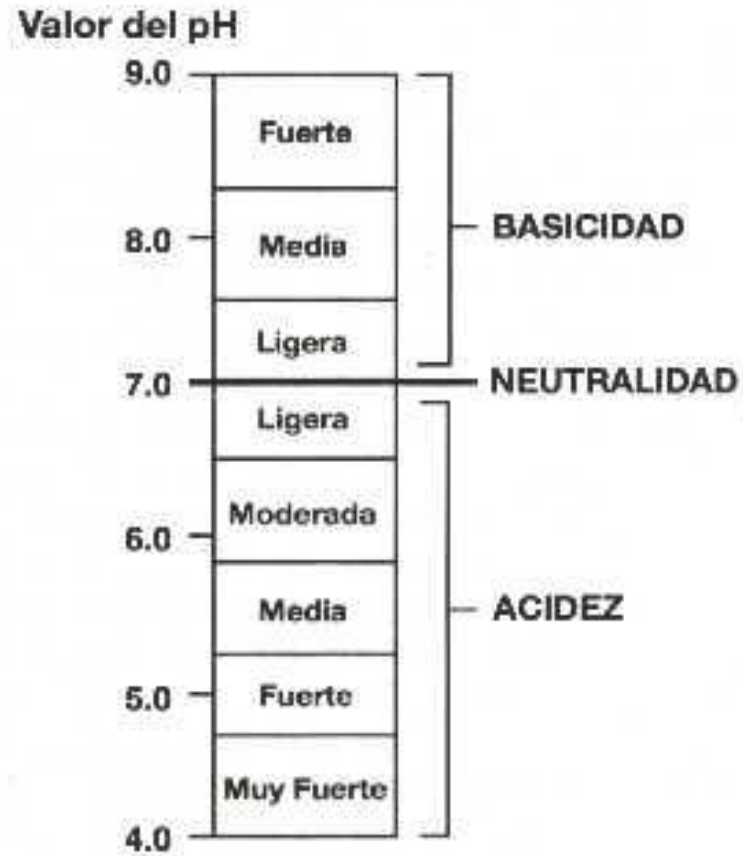 Valor del pH
9.0
Fuerte
8.0
Media
BASICIDAD
Ligera
7.0
NEUTRALIDAD
Ligera
Moderada
6.0
Media
ACIDEZ
5.0
Fuerte
Muy Fuerte
4.0